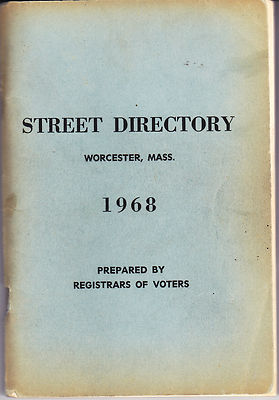 STREET DIRECTORY
WORCESTER, MASS.
1968
PREPARED BY
REGISTRARS OF VOTERS